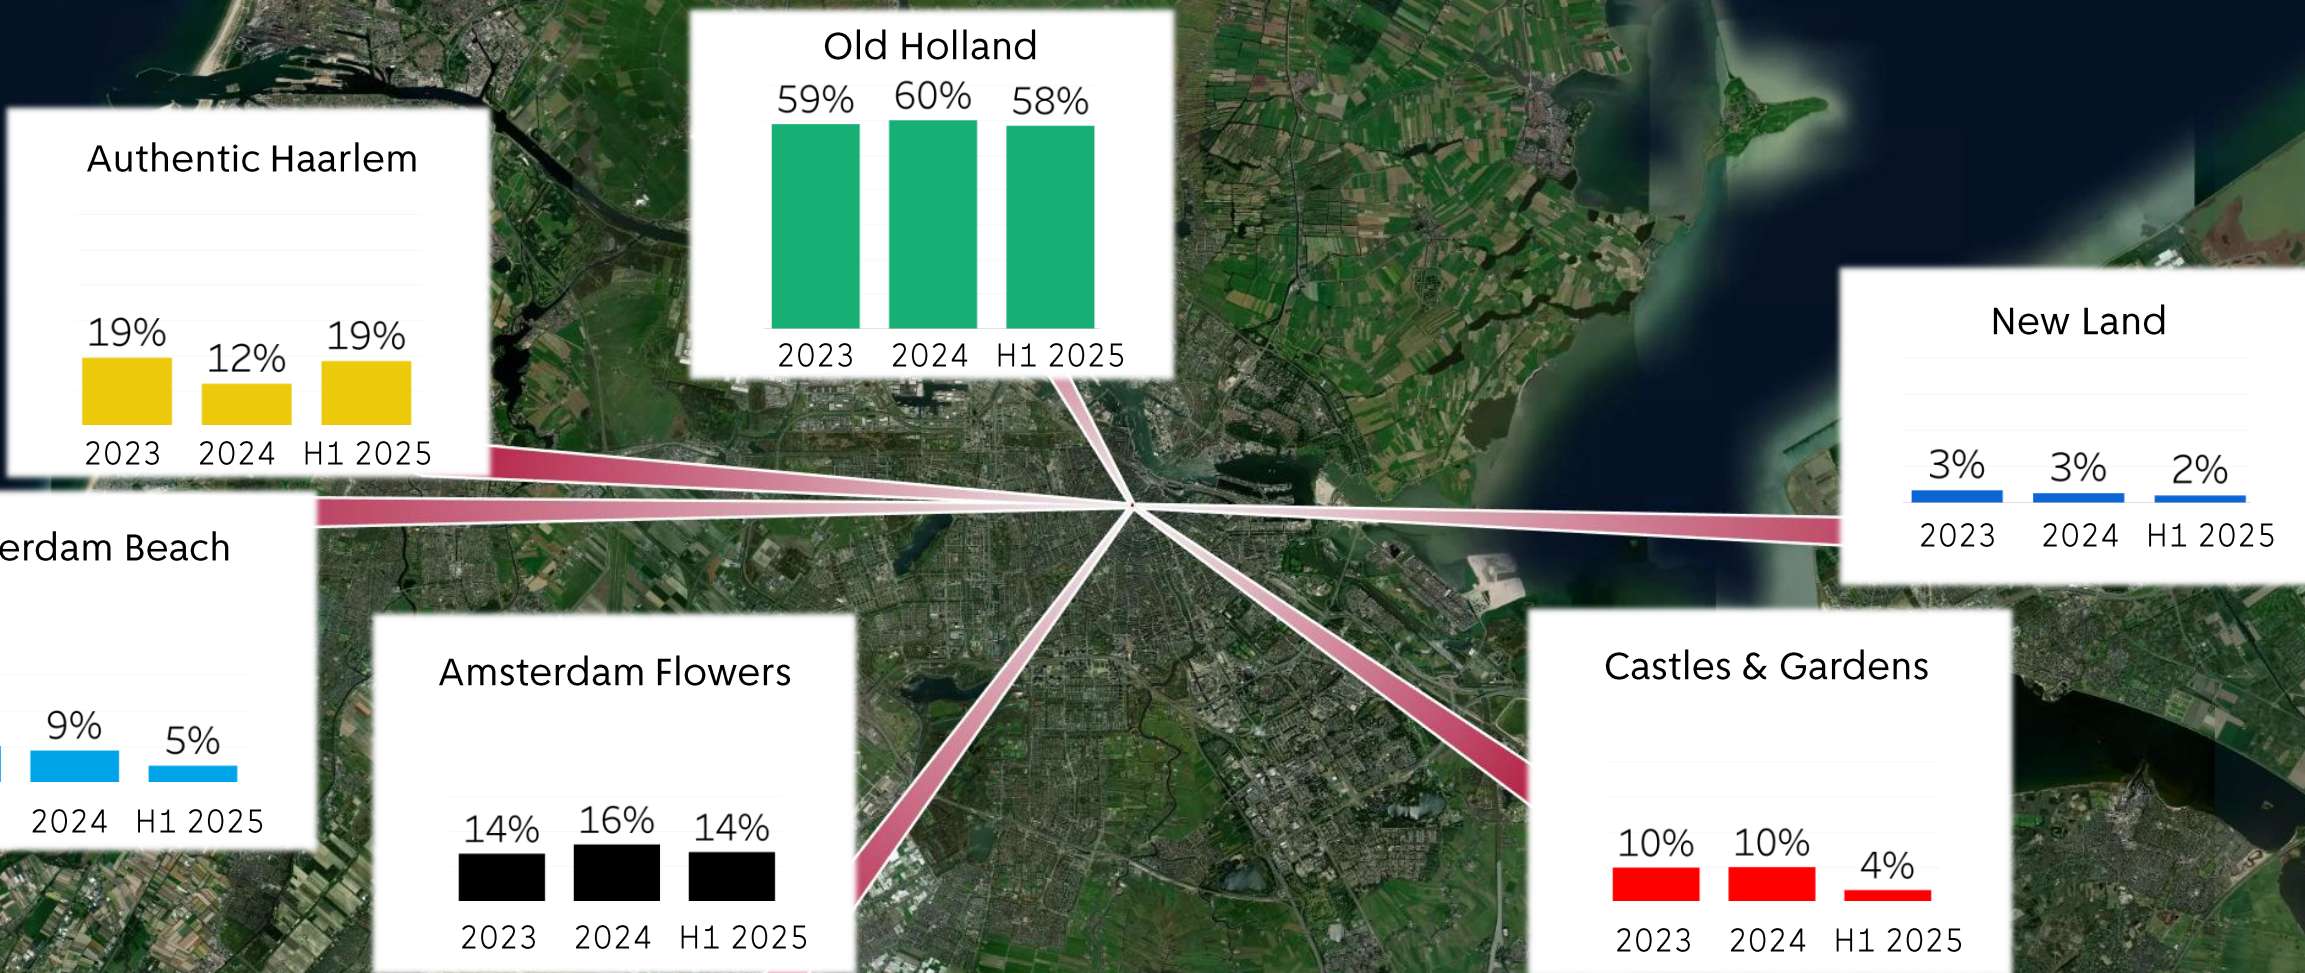 Old Holland
59% 60% 58%
2023 2024 H1 2025
Authentic Haarlem
19% 12% 19%
2023 2024 H1 2025
New Land
3% 3% 2%
2023 2024 H1 2025
erdam Beach
9% 5%
2024 H1 2025
Amsterdam Flowers
14% 16% 14%
2023 2024 H1 2025
Castles & Gardens
10% 10% 4%
2023 2024 H1 2025